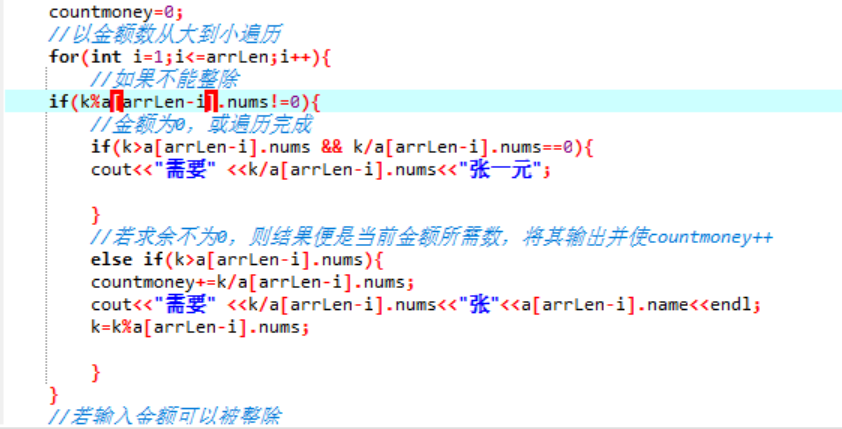 countmoney=0;
//以金额数从大到小遍历
for(int i=1;i<=arrLen;i++){
//如果不能整除
if(k%a[arrLen-i].nums!=0){
//金额为0，或遍历完成
if(k>a[arrLen-i].nums && k/a[arrLen-i].nums==0){
cout<<"需要" <<k/a[arrLen-i].nums<<"张一元";
}
//若求余不为0，则结果便是当前金额所需数，将其输出并使countmoney++
else if(k>a[arrLen-i].nums){
countmoney+=k/a[arrLen-i].nums;
cout<<"需要" <<k/a[arrLen-i].nums<<"张"<<a[arrLen-i].name<<endl;
k=k%a[arrLen-i].nums;
}
}
//若输入金额可以被整除